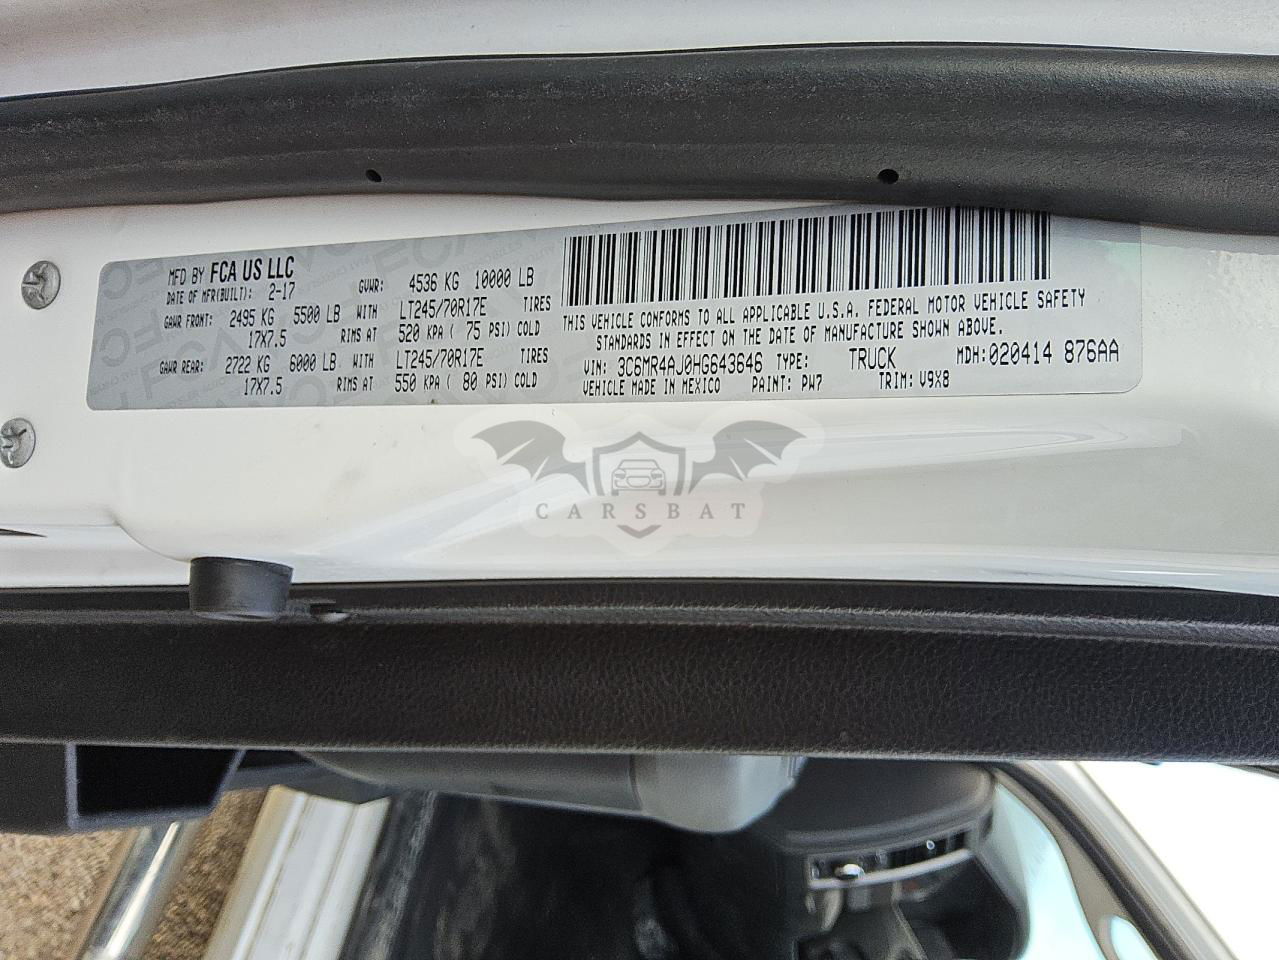 MFD BY FCA US LLC
DATE OF MFR(BUILT): 2-17 GVWR: 4536 KG 10000 LB
GAWR FRONT: 2495 KG 5500 LB WITH LT245/70R17E TIRES
17X7.5 RIMS AT 520 KPA ( 75 PSI) COLD
GAWR REAR: 2722 KG 6000 LB WITH LT245/70R17E TIRES
17X7.5 RIMS AT 550 KPA ( 80 PSI) COLD
THIS VEHICLE CONFORMS TO ALL APPLICABLE U.S.A. FEDERAL MOTOR VEHICLE SAFETY
STANDARDS IN EFFECT ON THE DATE OF MANUFACTURE SHOWN ABOVE.
VIN: 3C6MR4AJ0HG643646 TYPE: TRUCK MDH:020414 876AA
VEHICLE MADE IN MEXICO PAINT: PW7 TRIM: V9X8
CARSBAT